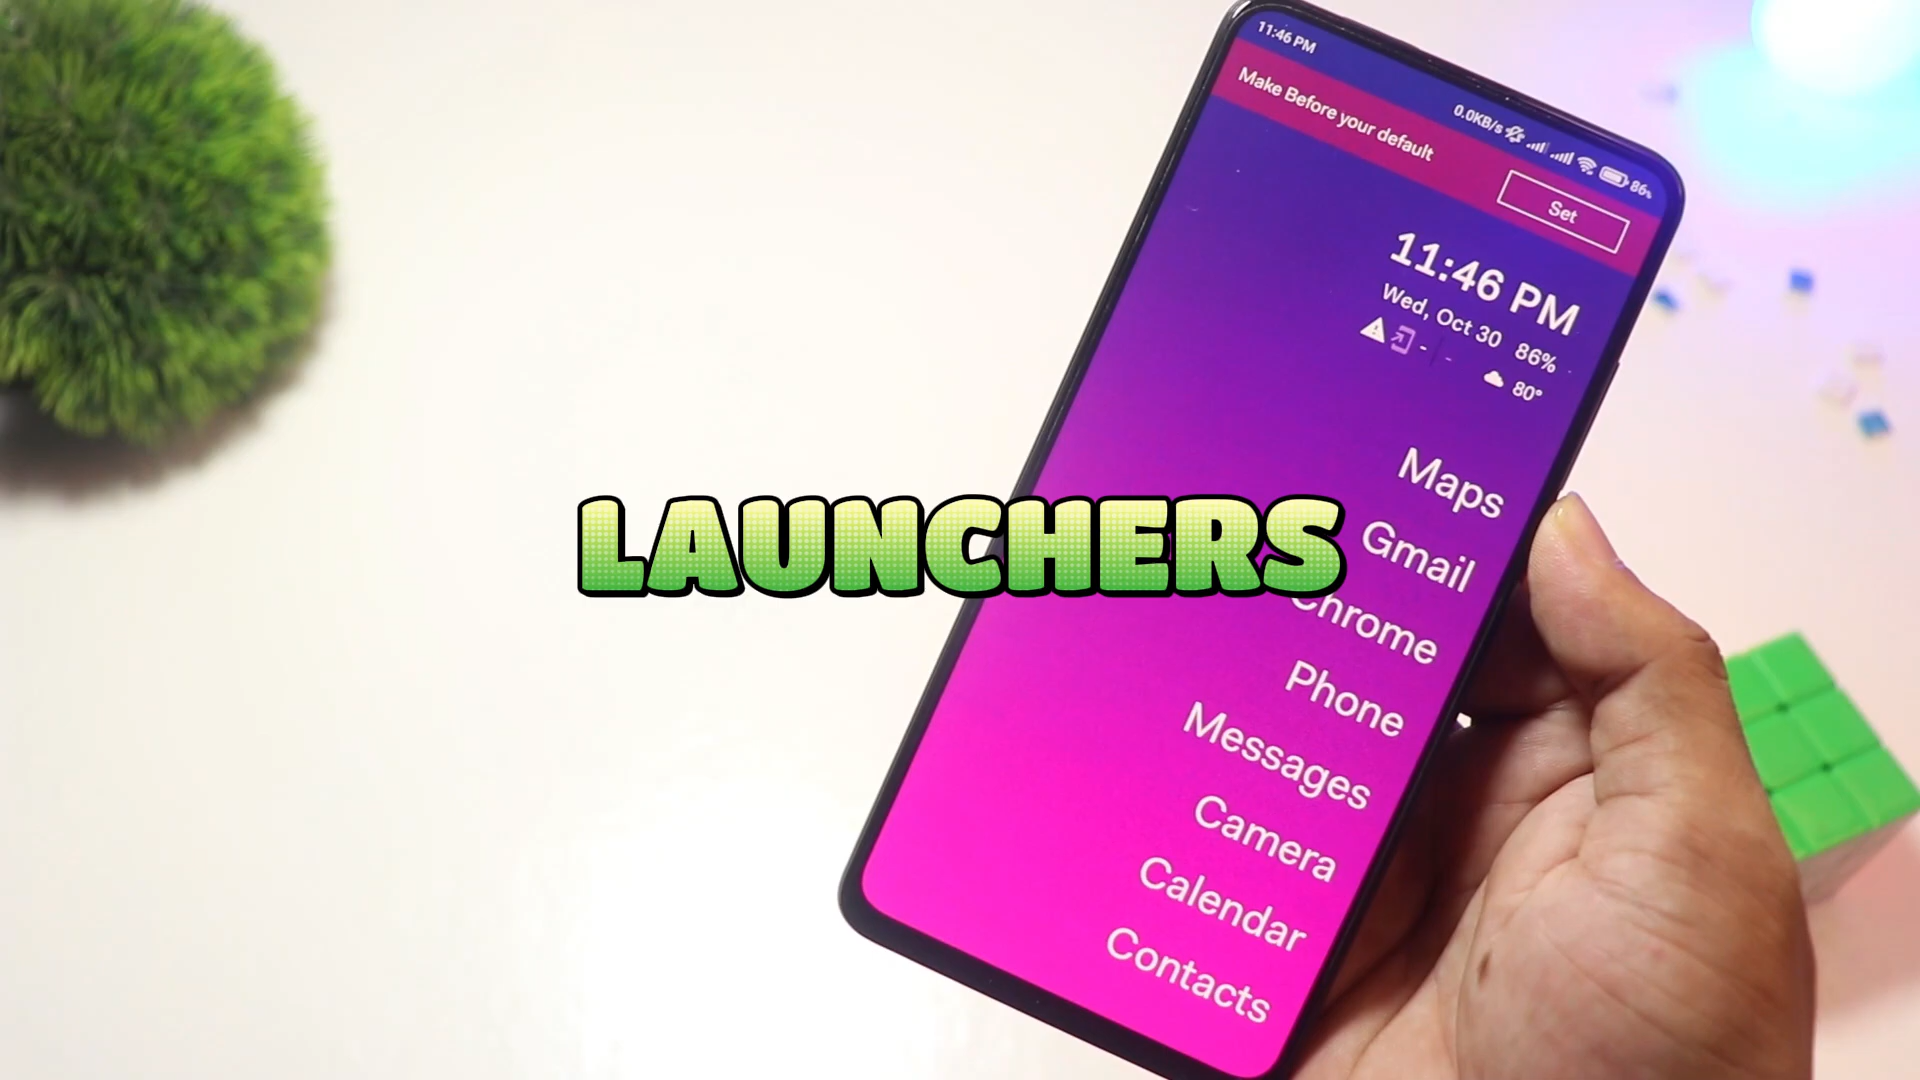 11:46 PM
0.0KB/s 86%
Make Before your default
Set
11:46 PM
Wed, Oct 30 86%
- -
80°
Maps
Gmail
LAUNCHERS
Chrome
Phone
Messages
Camera
Calendar
Contacts